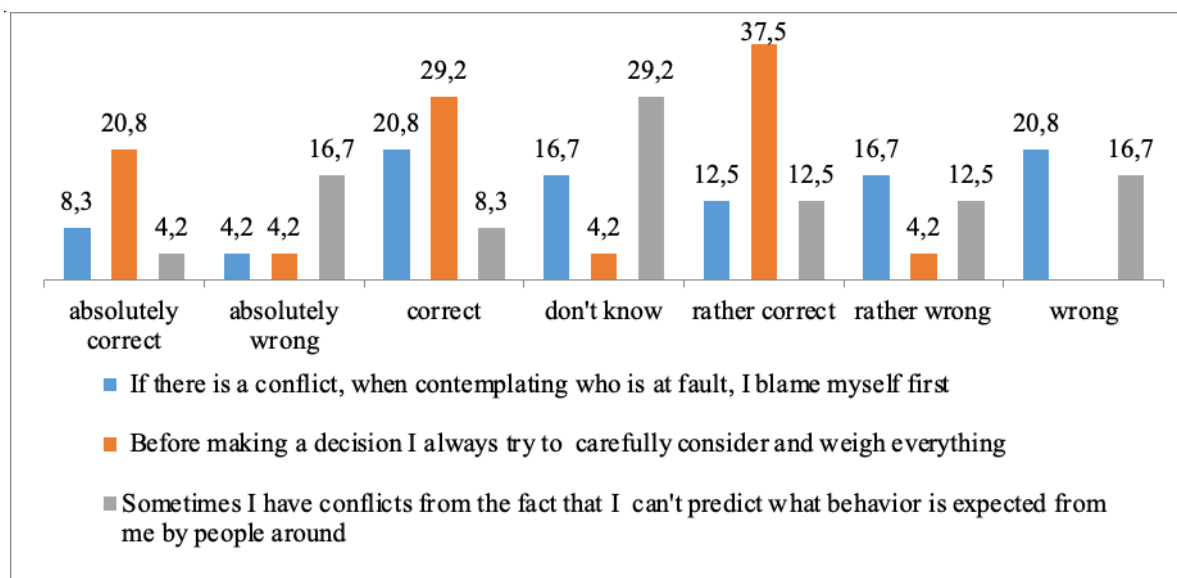 37,5
29,2 29,2
20,8 20,8 20,8
16,7 16,7 16,7 16,7
12,5 12,5 12,5
8,3 8,3
4,2 4,2 4,2 4,2 4,2
absolutely correct absolutely wrong correct don't know rather correct rather wrong wrong
If there is a conflict, when contemplating who is at fault, I blame myself first
Before making a decision I always try to carefully consider and weigh everything
Sometimes I have conflicts from the fact that I can't predict what behavior is expected from
me by people around